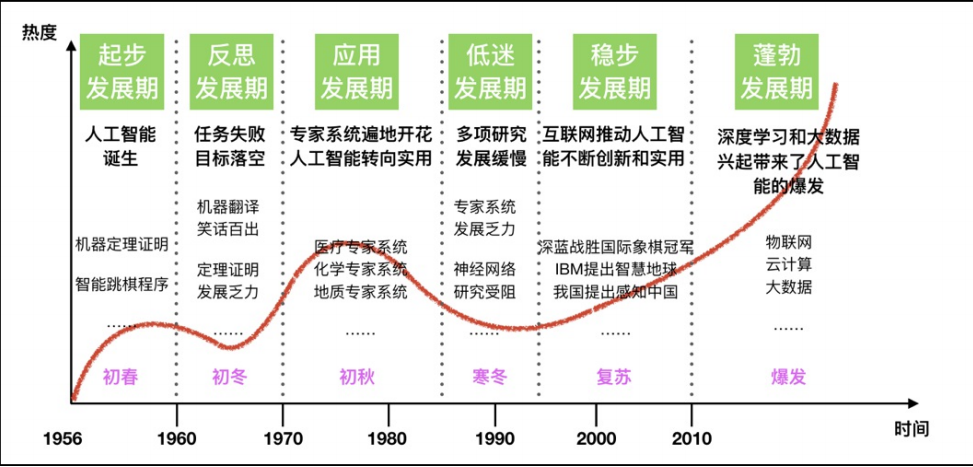 热度
起步
发展期
人工智能
诞生
机器定理证明
智能跳棋程序
……
初春
反思
发展期
任务失败
目标落空
机器翻译
笑话百出
定理证明
发展乏力
……
初冬
应用
发展期
专家系统遍地开花
人工智能转向实用
医疗专家系统
化学专家系统
地质专家系统
……
初秋
低迷
发展期
多项研究
发展缓慢
专家系统
发展乏力
神经网络
研究受阻
……
寒冬
稳步
发展期
互联网推动人工智
能不断创新和实用
深蓝战胜国际象棋冠军
IBM提出智慧地球
我国提出感知中国
……
复苏
蓬勃
发展期
深度学习和大数据
兴起带来了人工智
能的爆发
物联网
云计算
大数据
……
爆发
1956
1960
1970
1980
1990
2000
2010
时间